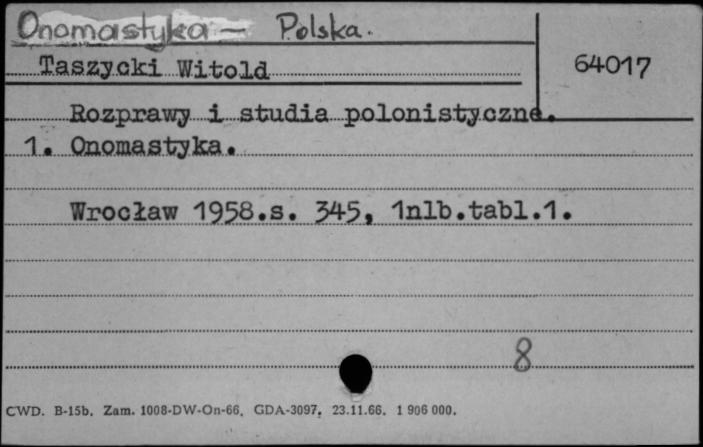 Onomastyka - Polska.
Taszycki Witold
64017
Rozprawy i studia polonistyczne.
1. Onomastyka.
Wrocław 1958.s. 345, 1nlb.tabl.1.
8
CWD. B-15b. Zam. 1008-DW-On-66. GDA-3097. 23.11.66. 1 906 000.